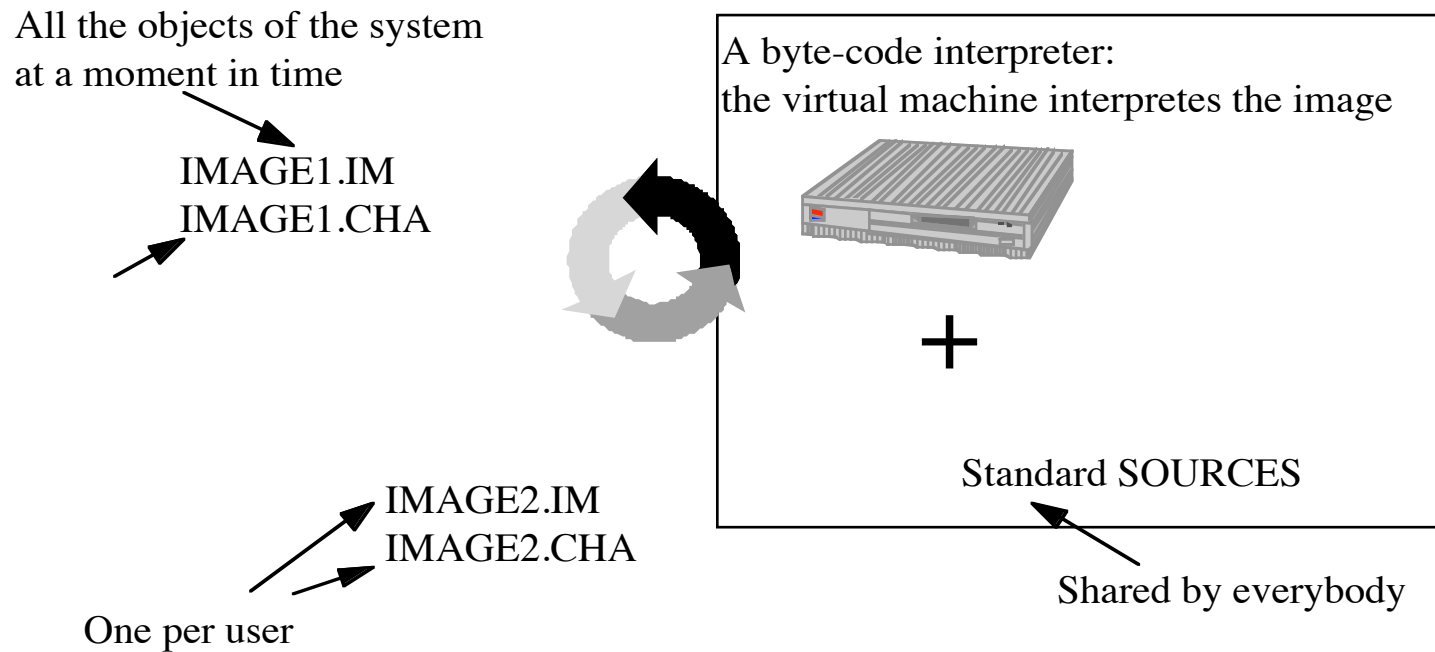 All the objects of the system
at a moment in time
A byte-code interpreter:
the virtual machine interpretes the image
IMAGE1.IM
IMAGE1.CHA
Standard SOURCES
IMAGE2.IM
IMAGE2.CHA
Shared by everybody
One per user